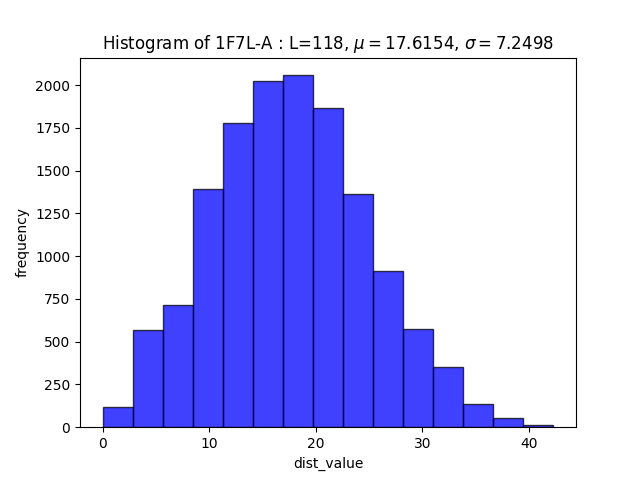 Histogram of 1F7L-A : L=118, μ = 17.6154, σ = 7.2498
2000
1750
1500
1250
1000
750
500
250
0
frequency
0 10 20 30 40
dist_value